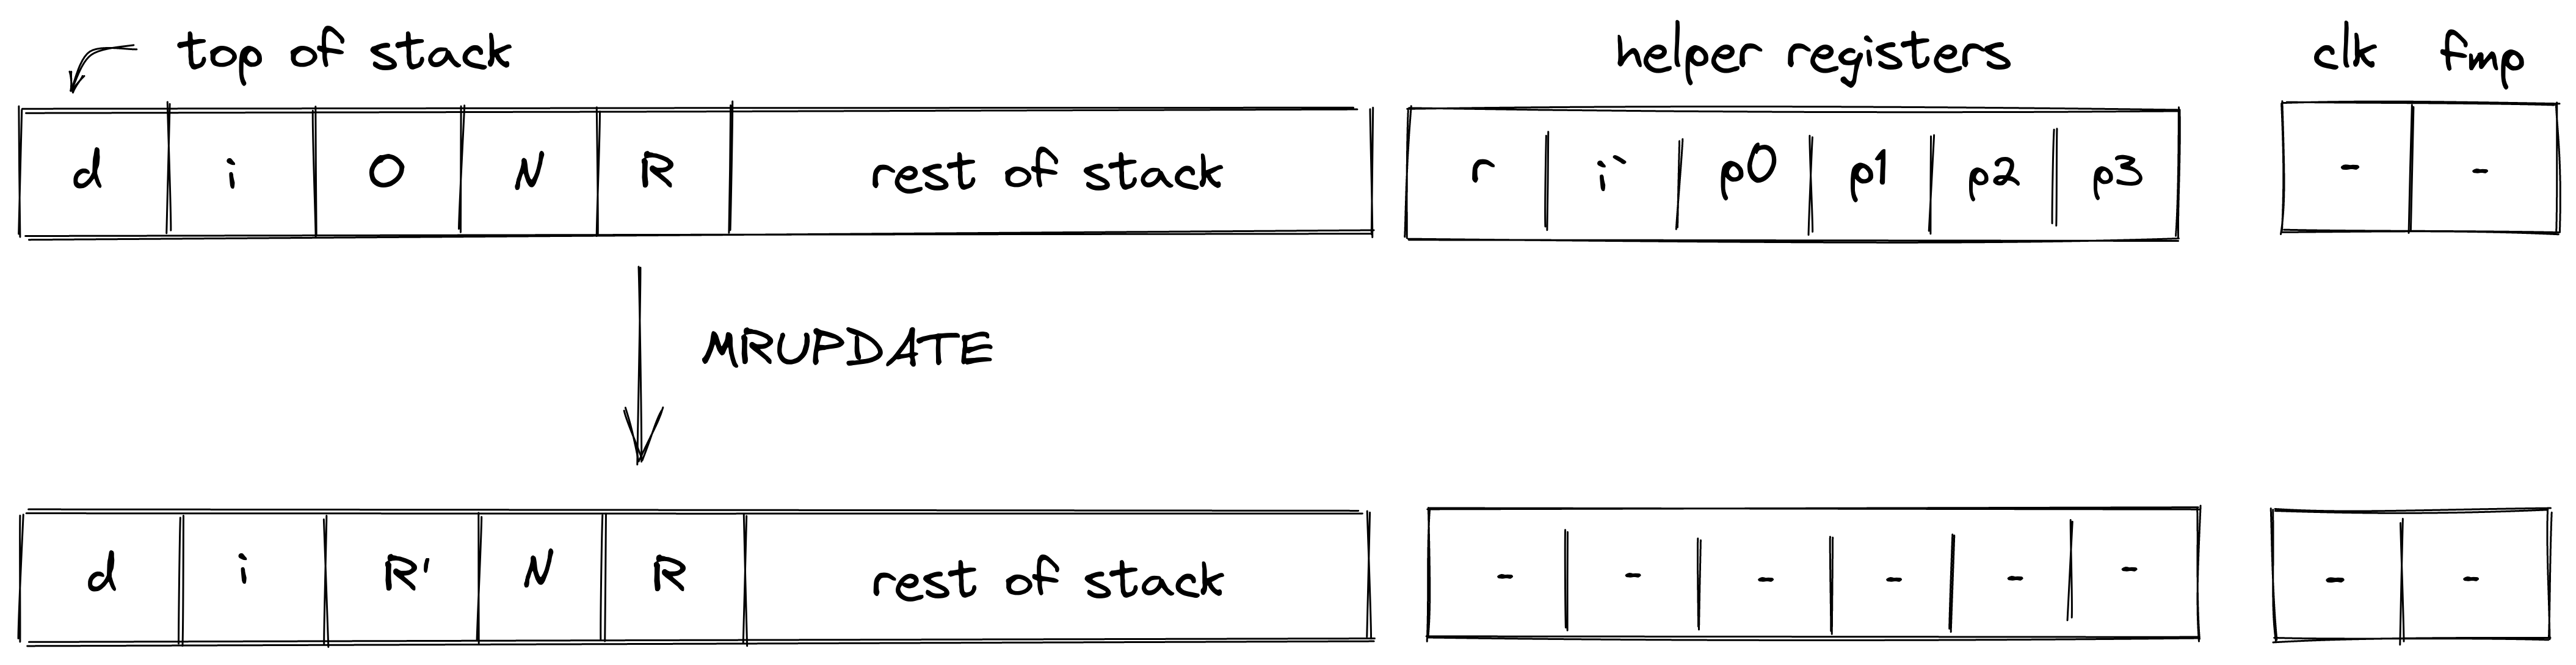 top of stack helper registers clk fmp
d i O N R rest of stack r i` p0 p1 p2 p3 - -
MRUPDATE
d i R' N R rest of stack - - - - - - - -